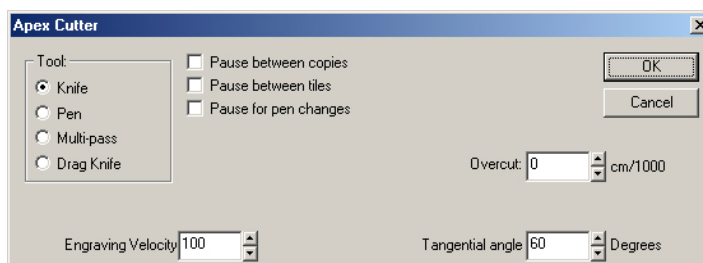 Apex Cutter
Tool:
Knife
Pen
Multi-pass
Drag Knife
Pause between copies
Pause between tiles
Pause for pen changes
OK
Cancel
Overcut: 0 cm/1000
Engraving Velocity 100
Tangential angle 60 Degrees